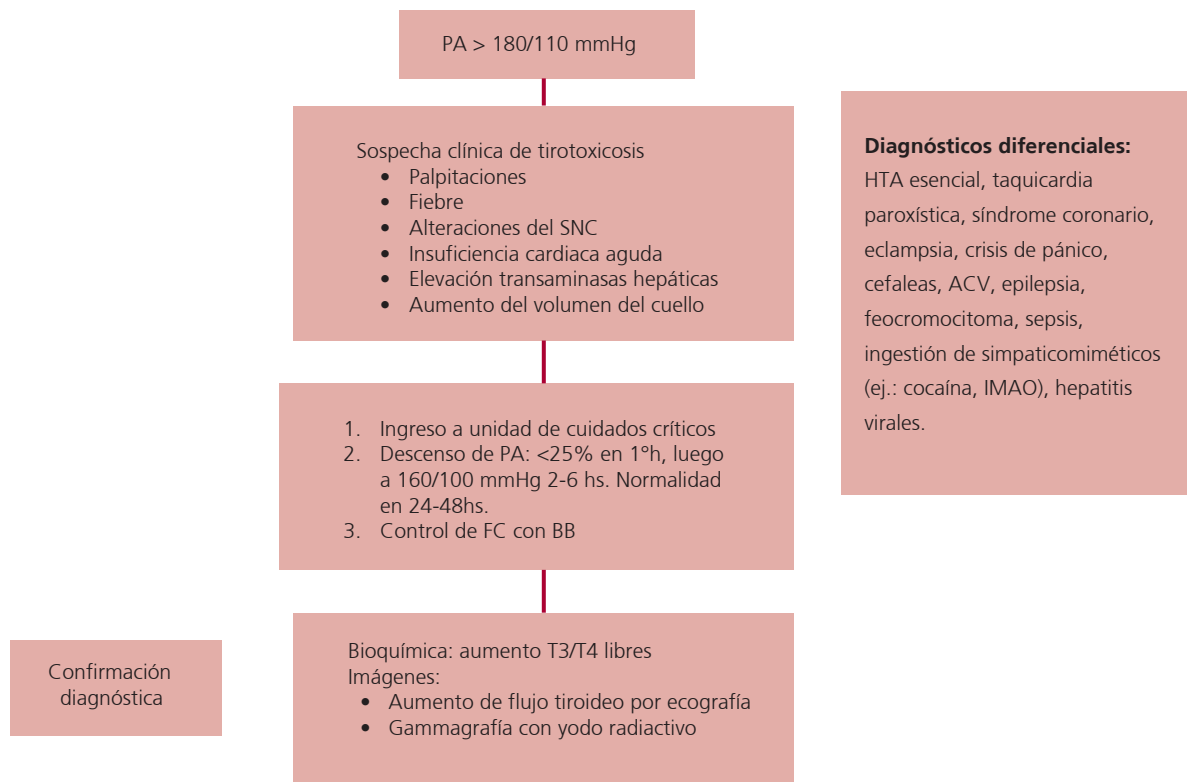 PA > 180/110 mmHg
Sospecha clínica de tirotoxicosis
• Palpitaciones
• Fiebre
• Alteraciones del SNC
• Insuficiencia cardiaca aguda
• Elevación transaminasas hepáticas
• Aumento del volumen del cuello
Diagnósticos diferenciales:
HTA esencial, taquicardia
paroxística, síndrome coronario,
eclampsia, crisis de pánico,
cefaleas, ACV, epilepsia,
feocromocitoma, sepsis,
ingestión de simpaticomiméticos
(ej.: cocaína, IMAO), hepatitis
virales.
1. Ingreso a unidad de cuidados críticos
2. Descenso de PA: <25% en 1ºh, luego
a 160/100 mmHg 2-6 hs. Normalidad
en 24-48hs.
3. Control de FC con BB
Confirmación
diagnóstica
Bioquímica: aumento T3/T4 libres
Imágenes:
• Aumento de flujo tiroideo por ecografía
• Gammagrafía con yodo radiactivo